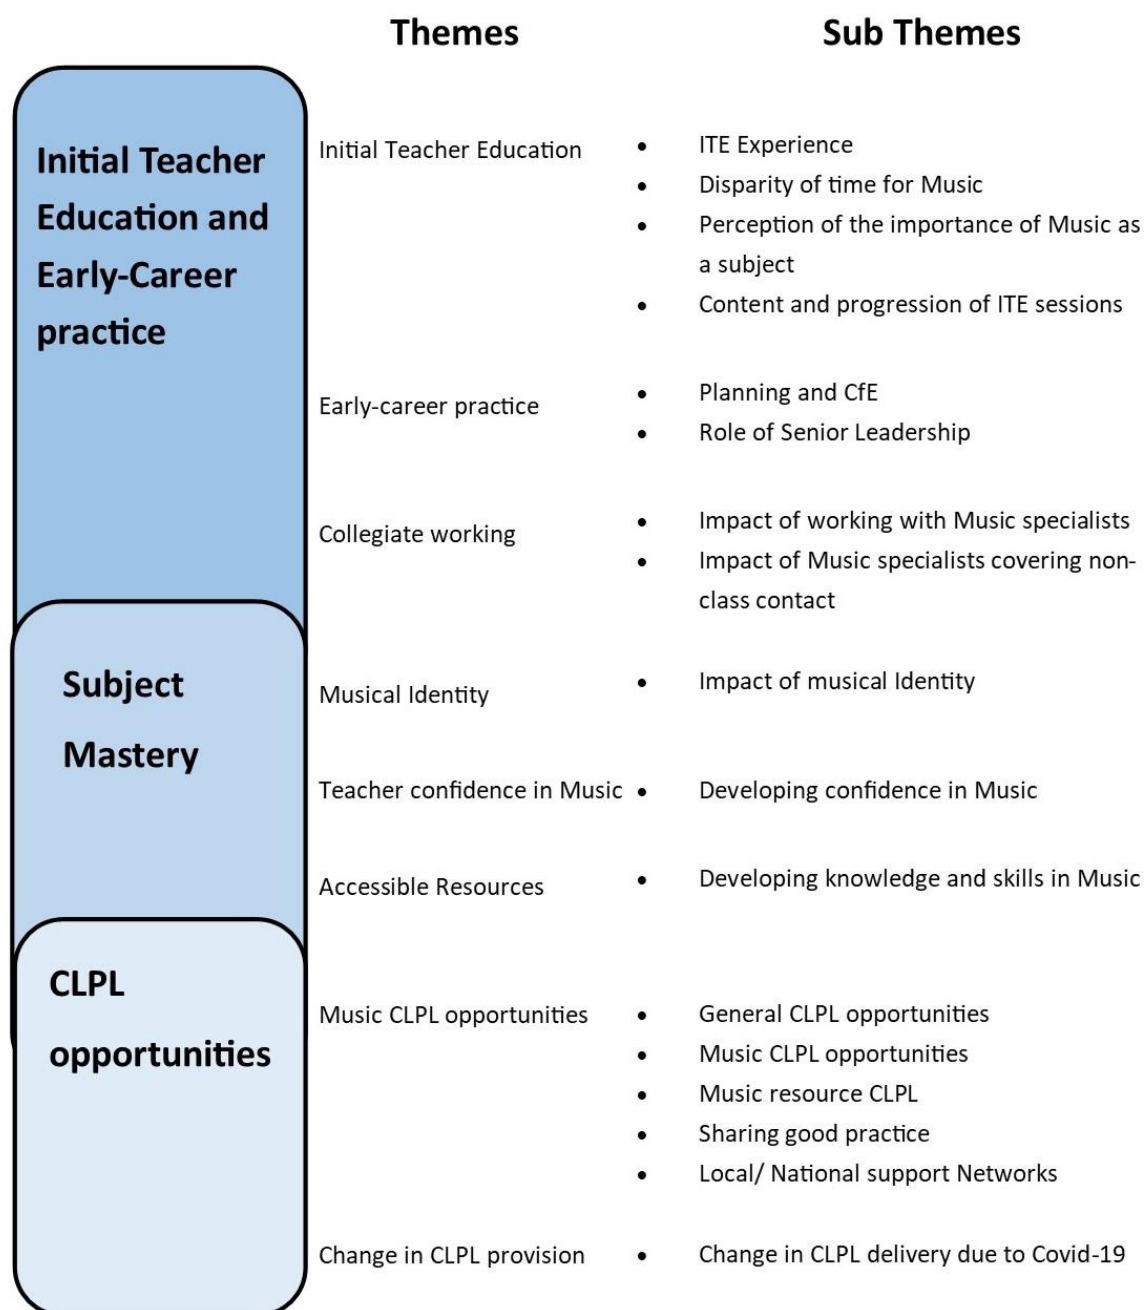 Themes
Sub Themes
Initial Teacher
Education and
Early-Career
practice
Initial Teacher Education
• ITE Experience
• Disparity of time for Music
• Perception of the importance of Music as
a subject
• Content and progression of ITE sessions
Early-career practice
• Planning and CfE
• Role of Senior Leadership
Collegiate working
• Impact of working with Music specialists
• Impact of Music specialists covering non-
class contact
Subject
Mastery
Musical Identity
• Impact of musical Identity
Teacher confidence in Music
• Developing confidence in Music
Accessible Resources
• Developing knowledge and skills in Music
CLPL
opportunities
Music CLPL opportunities
• General CLPL opportunities
• Music CLPL opportunities
• Music resource CLPL
• Sharing good practice
• Local/ National support Networks
Change in CLPL provision
• Change in CLPL delivery due to Covid-19